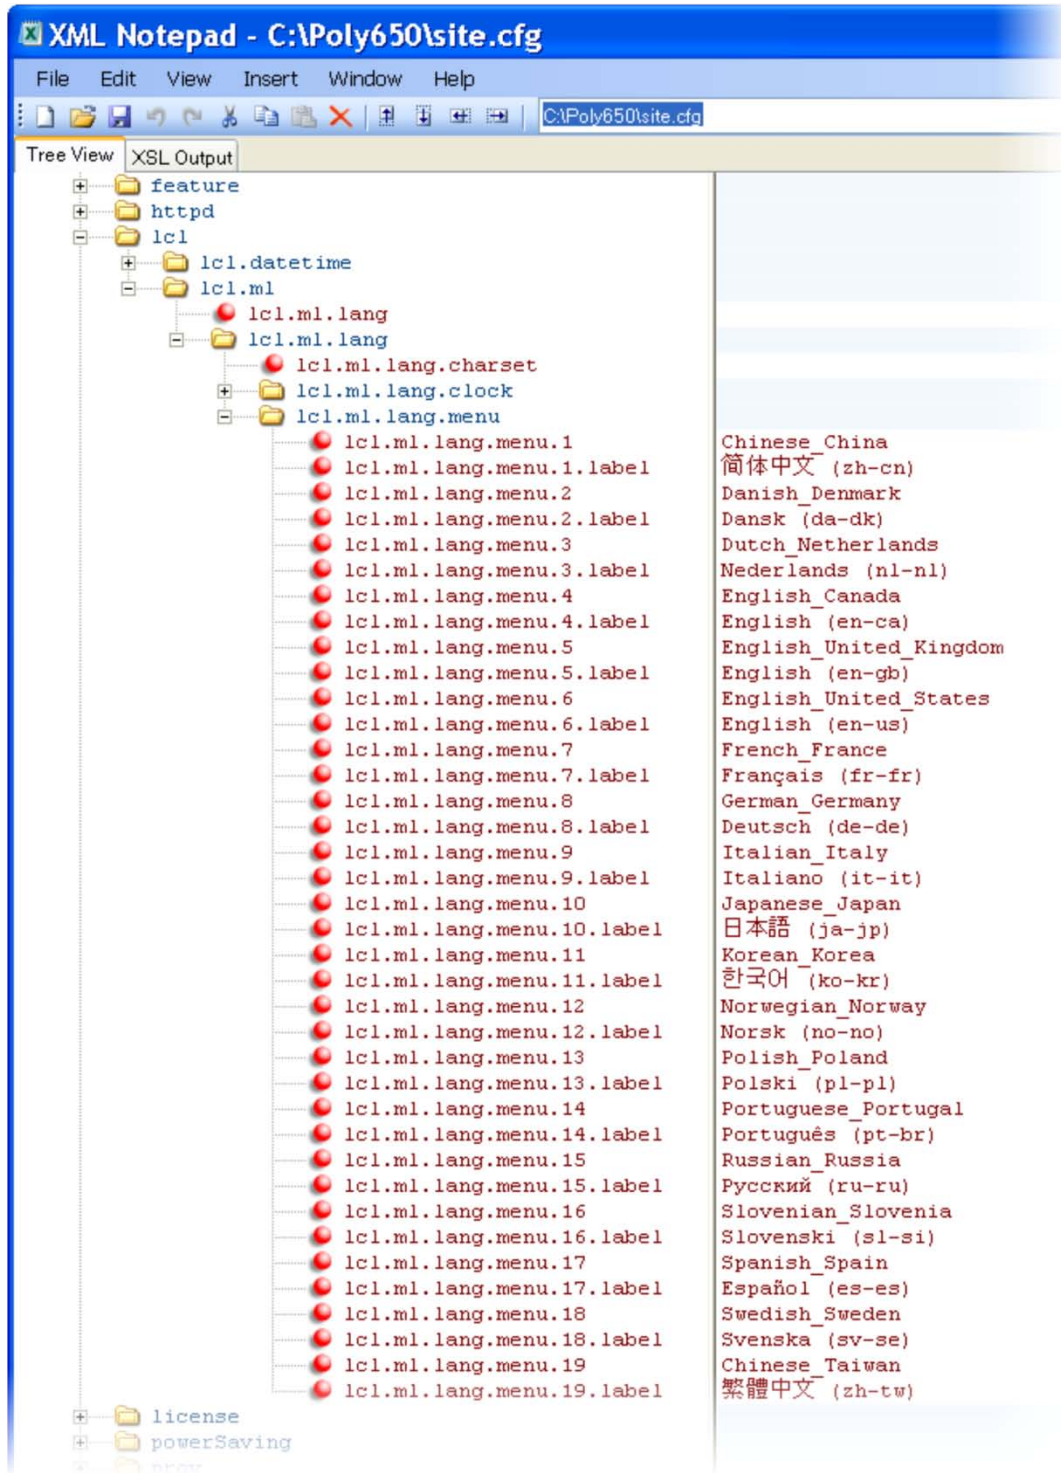 XML Notepad - C:\Poly650\site.cfg
File Edit View Insert Window Help
C:\Poly650\site.cfg
Tree View XSL Output
feature
httpd
lcl
lcl.datetime
lcl.ml
lcl.ml.lang
lcl.ml.lang
lcl.ml.lang.charset
lcl.ml.lang.clock
lcl.ml.lang.menu
lcl.ml.lang.menu.1 Chinese_China
lcl.ml.lang.menu.1.label 简体中文 (zh-cn)
lcl.ml.lang.menu.2 Danish_Denmark
lcl.ml.lang.menu.2.label Dansk (da-dk)
lcl.ml.lang.menu.3 Dutch_Netherlands
lcl.ml.lang.menu.3.label Nederlands (nl-nl)
lcl.ml.lang.menu.4 English_Canada
lcl.ml.lang.menu.4.label English (en-ca)
lcl.ml.lang.menu.5 English_United_Kingdom
lcl.ml.lang.menu.5.label English (en-gb)
lcl.ml.lang.menu.6 English_United_States
lcl.ml.lang.menu.6.label English (en-us)
lcl.ml.lang.menu.7 French_France
lcl.ml.lang.menu.7.label Français (fr-fr)
lcl.ml.lang.menu.8 German_Germany
lcl.ml.lang.menu.8.label Deutsch (de-de)
lcl.ml.lang.menu.9 Italian_Italy
lcl.ml.lang.menu.9.label Italiano (it-it)
lcl.ml.lang.menu.10 Japanese_Japan
lcl.ml.lang.menu.10.label 日本語 (ja-jp)
lcl.ml.lang.menu.11 Korean_Korea
lcl.ml.lang.menu.11.label 한국어 (ko-kr)
lcl.ml.lang.menu.12 Norwegian_Norway
lcl.ml.lang.menu.12.label Norsk (no-no)
lcl.ml.lang.menu.13 Polish_Poland
lcl.ml.lang.menu.13.label Polski (pl-pl)
lcl.ml.lang.menu.14 Portuguese_Portugal
lcl.ml.lang.menu.14.label Português (pt-br)
lcl.ml.lang.menu.15 Russian_Russia
lcl.ml.lang.menu.15.label Русский (ru-ru)
lcl.ml.lang.menu.16 Slovenian_Slovenia
lcl.ml.lang.menu.16.label Slovenski (sl-si)
lcl.ml.lang.menu.17 Spanish_Spain
lcl.ml.lang.menu.17.label Español (es-es)
lcl.ml.lang.menu.18 Swedish_Sweden
lcl.ml.lang.menu.18.label Svenska (sv-se)
lcl.ml.lang.menu.19 Chinese_Taiwan
lcl.ml.lang.menu.19.label 繁體中文 (zh-tw)
license
powerSaving